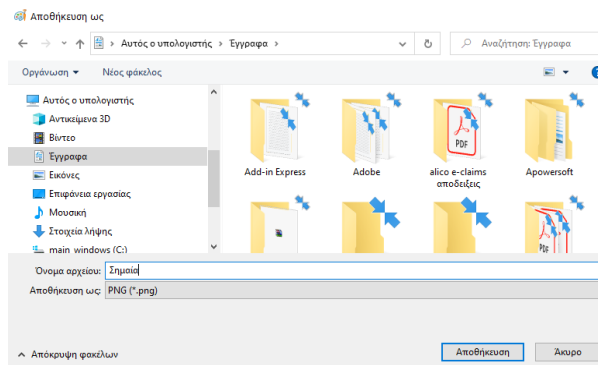 Αποθήκευση ως
Αυτός ο υπολογιστής › Έγγραφα ›
Αναζήτηση: Έγγραφα
Οργάνωση
Νέος φάκελος
Αυτός ο υπολογιστής
Αντικείμενα 3D
Βίντεο
Έγγραφα
Εικόνες
Επιφάνεια εργασίας
Μουσική
Στοιχεία λήψης
main_windows (C:)
Add-in Express
Adobe
alico e-claims
αποδειξεις
Apowersoft
PDF
PDF
Όνομα αρχείου: Σημαία
Αποθήκευση ως: PNG (*.png)
Απόκρυψη φακέλων
Αποθήκευση
Άκυρο